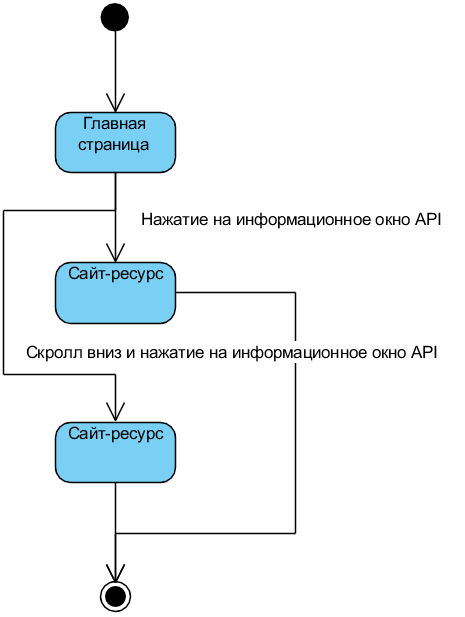 Главная
страница
Нажатие на информационное окно API
Сайт-ресурс
Скролл вниз и нажатие на информационное окно API
Сайт-ресурс